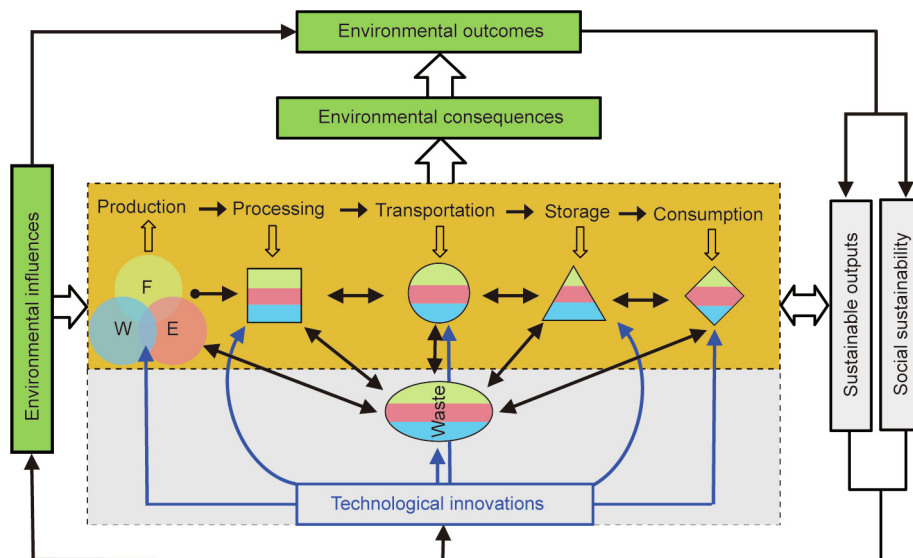 Environmental outcomes
Environmental consequences
Environmental influences
Production
Processing
Transportation
Storage
Consumption
F
W
E
Waste
Technological innovations
Sustainable outputs
Social sustainability